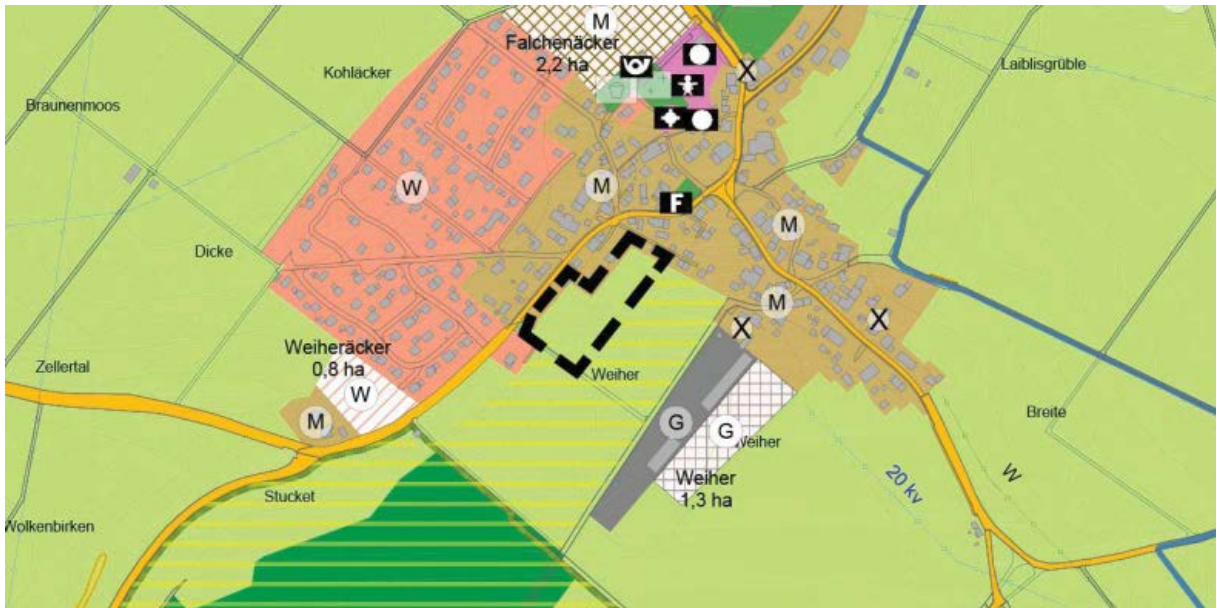 M
Falchenäcker
2,2 ha
Kohläcker
X
Laiblisgrüble
Braunenmoos
W
M
F
M
Dicke
M
X
X
Weiheräcker
0,8 ha
Zellertal
W
Weiher
M
G
G
Weiher
Breite
Weiher
1,3 ha
20 kv
W
Stucket
Wolkenbirken